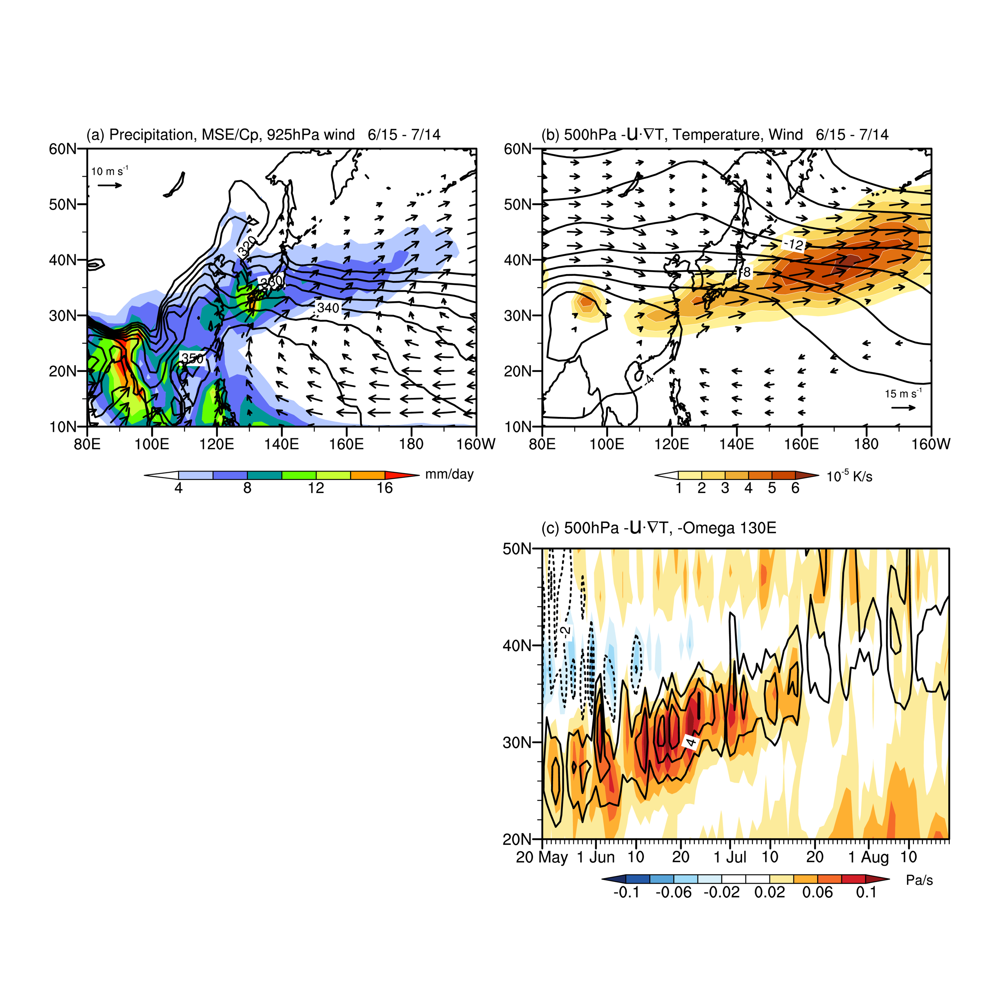 (a) Precipitation, MSE/Cp, 925hPa wind 6/15 - 7/14
60N
50N
40N
30N
20N
10N
10 m s-1
320
330
340
350
80E 100E 120E 140E 160E 180 160W
4 8 12 16 mm/day
(b) 500hPa -u·∇T, Temperature, Wind 6/15 - 7/14
60N
50N
40N
30N
20N
10N
-12
-8
-4
15 m s-1
80E 100E 120E 140E 160E 180 160W
1 2 3 4 5 6 10-5 K/s
(c) 500hPa -u·∇T, -Omega 130E
50N
40N
30N
20N
-2
4
20 May 1 Jun 10 20 1 Jul 10 20 1 Aug 10
-0.1 -0.06 -0.02 0.02 0.06 0.1 Pa/s